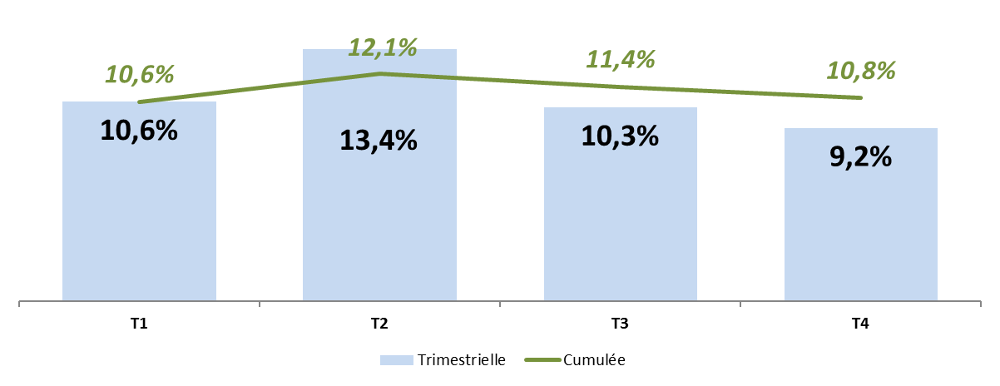 10,6% 12,1% 11,4% 10,8%
10,6% 13,4% 10,3% 9,2%
T1 T2 T3 T4
Trimestrielle Cumulée